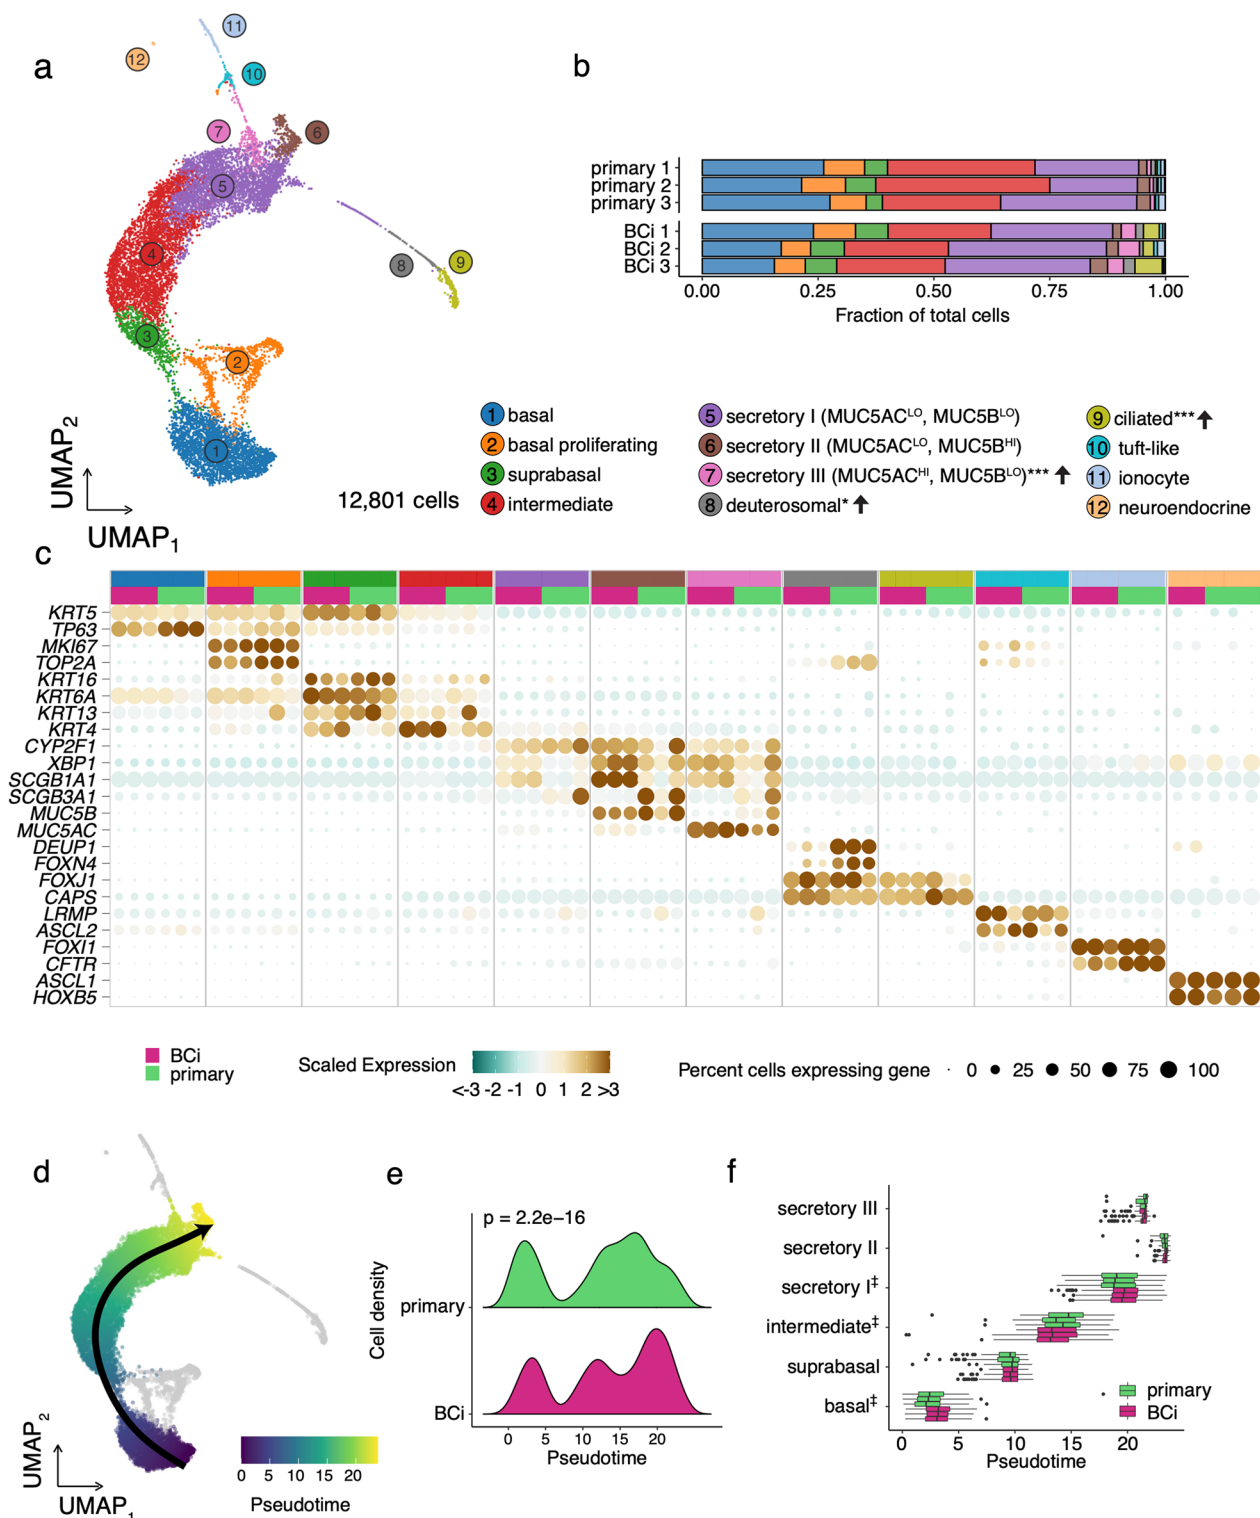 a
11
12
10
7
6
5
4
8
9
3
2
1
UMAP2
UMAP1
12,801 cells
b
primary 1
primary 2
primary 3
BCi 1
BCi 2
BCi 3
0.00 0.25 0.50 0.75 1.00
Fraction of total cells
1 basal
2 basal proliferating
3 suprabasal
4 intermediate
5 secretory I (MUC5ACLO, MUC5BLO)
6 secretory II (MUC5ACLO, MUC5BHI)
7 secretory III (MUC5ACHI, MUC5BLO)*** ↑
8 deuterosomal* ↑
9 ciliated*** ↑
10 tuft-like
11 ionocyte
12 neuroendocrine
c
KRT5
TP63
MKI67
TOP2A
KRT16
KRT6A
KRT13
KRT4
CYP2F1
XBP1
SCGB1A1
SCGB3A1
MUC5B
MUC5AC
DEUP1
FOXN4
FOXJ1
CAPS
LRMP
ASCL2
FOXI1
CFTR
ASCL1
HOXB5
BCi
primary
Scaled Expression
<-3 -2 -1 0 1 2 >3
Percent cells expressing gene 0 25 50 75 100
d
UMAP2
UMAP1
0 5 10 15 20
Pseudotime
e
p = 2.2e−16
Cell density
primary
BCi
0 5 10 15 20
Pseudotime
f
secretory III
secretory II
secretory I‡
intermediate‡
suprabasal
basal‡
primary
BCi
0 5 10 15 20
Pseudotime